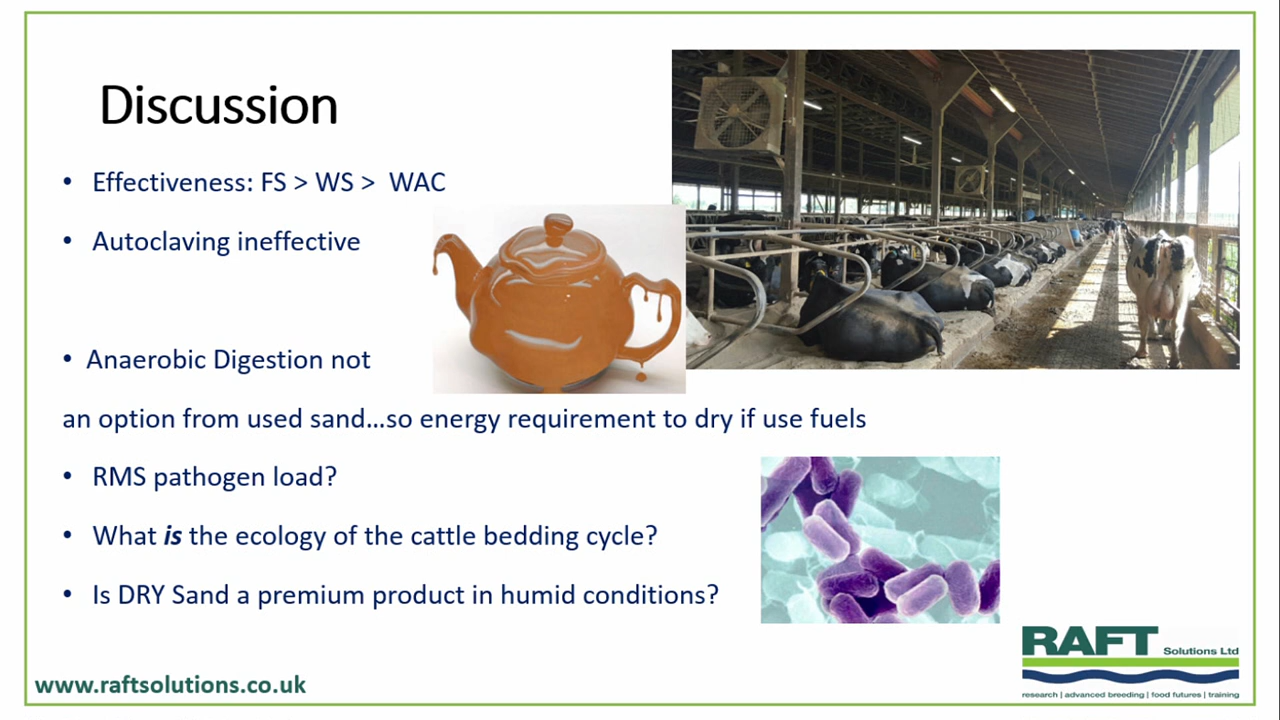 Discussion
• Effectiveness: FS > WS > WAC
• Autoclaving ineffective
• Anaerobic Digestion not
an option from used sand…so energy requirement to dry if use fuels
• RMS pathogen load?
• What is the ecology of the cattle bedding cycle?
• Is DRY Sand a premium product in humid conditions?
RAFT Solutions Ltd
research | advanced breeding | food futures | training
www.raftsolutions.co.uk